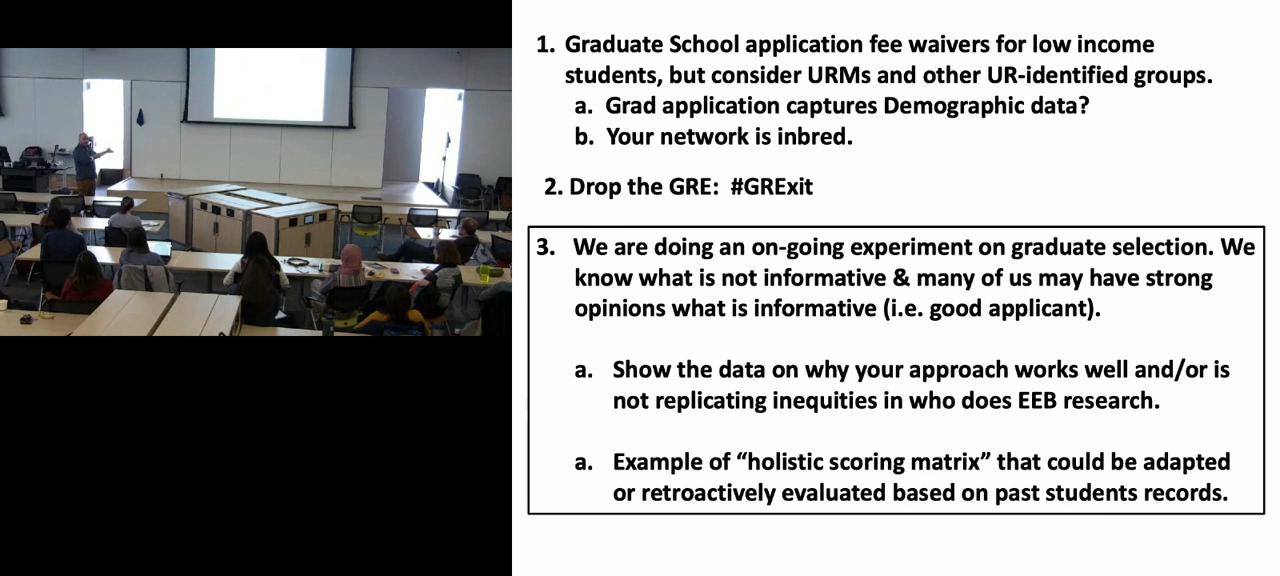 1. Graduate School application fee waivers for low income
students, but consider URMs and other UR-identified groups.
a. Grad application captures Demographic data?
b. Your network is inbred.
2. Drop the GRE: #GRExit
3. We are doing an on-going experiment on graduate selection. We
know what is not informative & many of us may have strong
opinions what is informative (i.e. good applicant).
a. Show the data on why your approach works well and/or is
not replicating inequities in who does EEB research.
a. Example of “holistic scoring matrix” that could be adapted
or retroactively evaluated based on past students records.